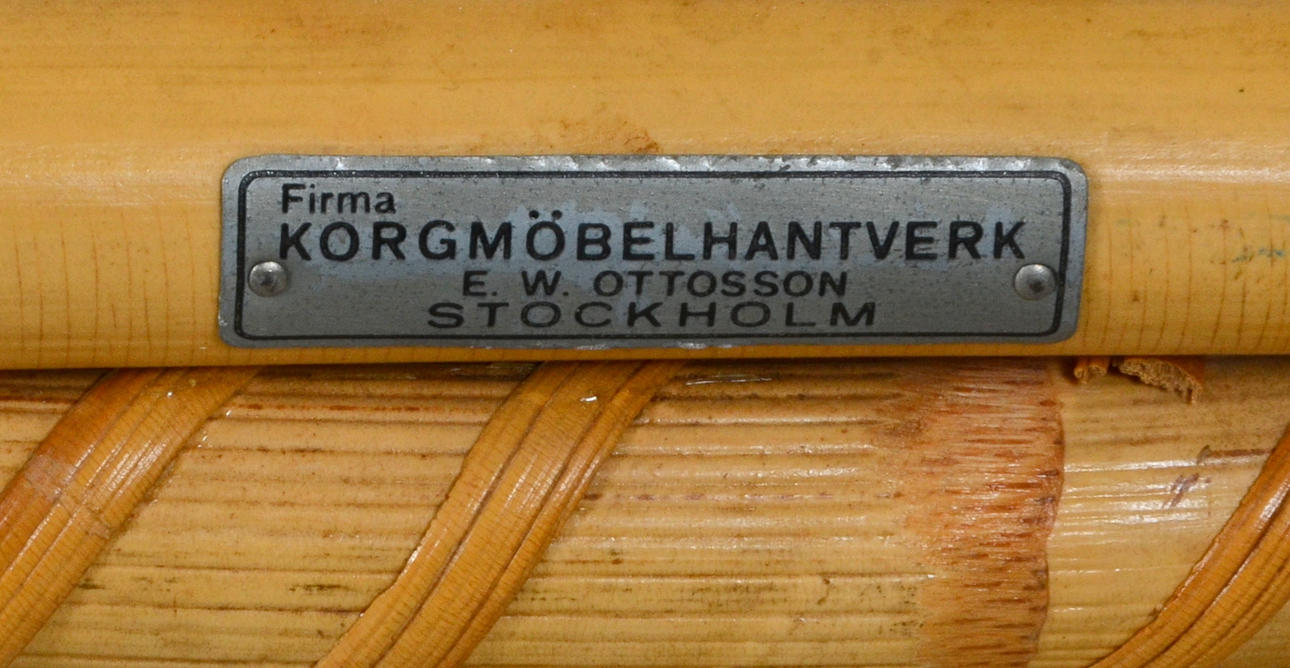 Firma
KORGMÖBELHANTVERK
E. W. OTTOSSON
STOCKHOLM